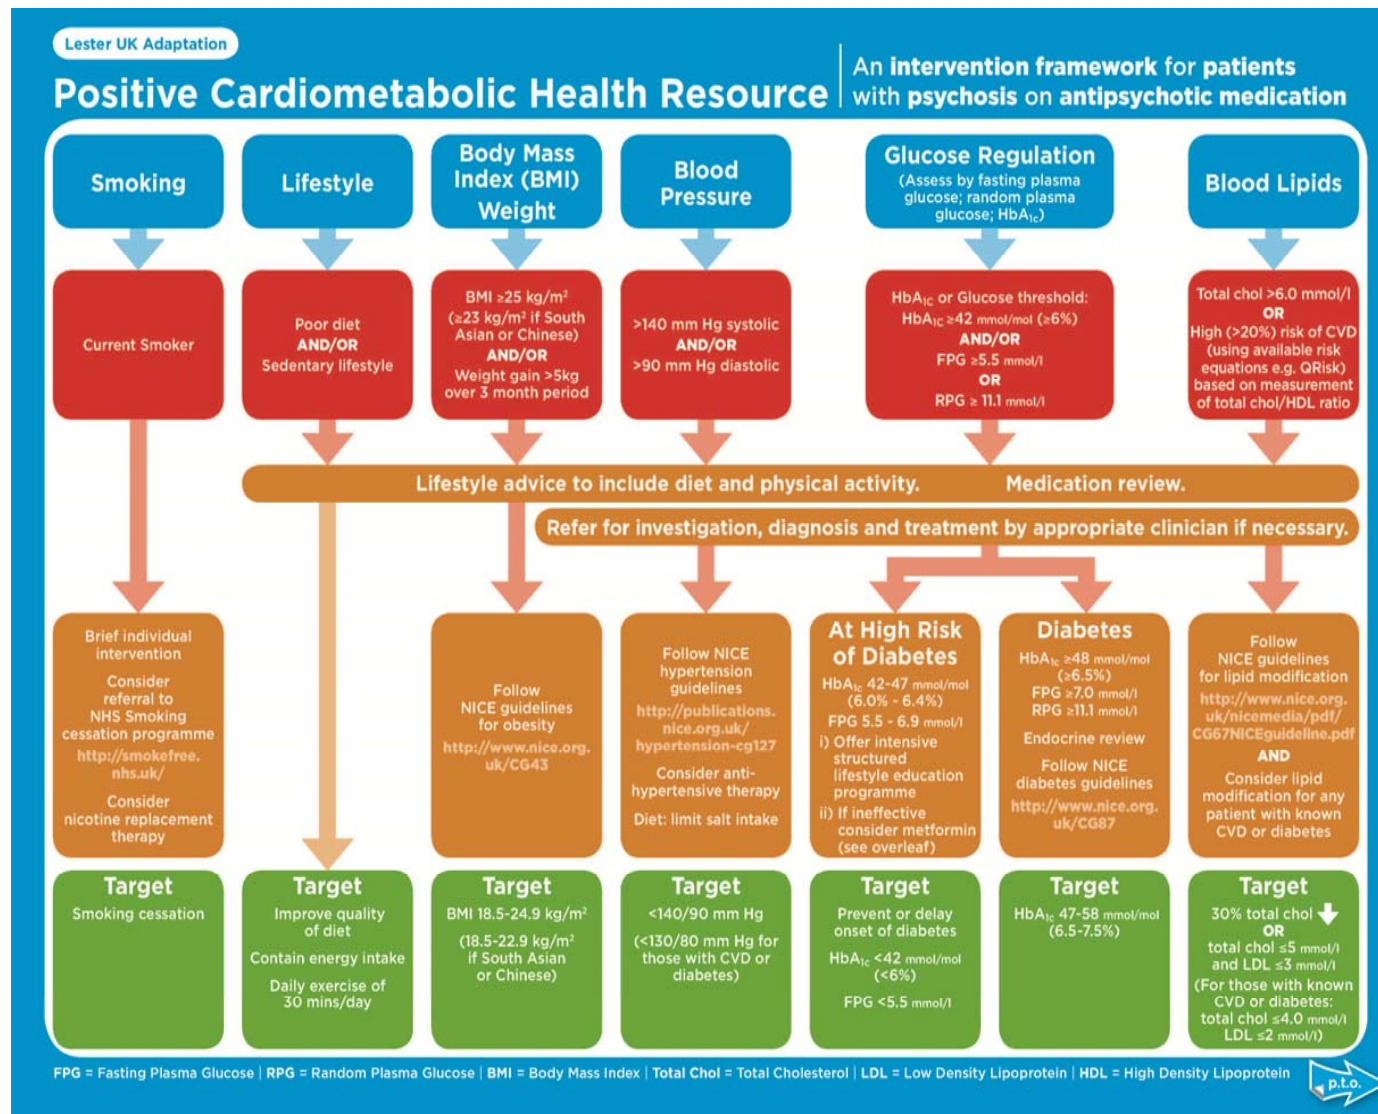 Lester UK Adaptation
Positive Cardiometabolic Health Resource
An intervention framework for patients
with psychosis on antipsychotic medication
Smoking
Lifestyle
Body Mass
Index (BMI)
Weight
Blood
Pressure
Glucose Regulation
(Assess by fasting plasma
glucose; random plasma
glucose; HbA1c)
Blood Lipids
Current Smoker
Poor diet
AND/OR
Sedentary lifestyle
BMI ≥25 kg/m²
(≥23 kg/m² if South
Asian or Chinese)
AND/OR
Weight gain >5kg
over 3 month period
>140 mm Hg systolic
AND/OR
>90 mm Hg diastolic
HbA1C or Glucose threshold:
HbA1C ≥42 mmol/mol (≥6%)
AND/OR
FPG ≥5.5 mmol/l
OR
RPG ≥ 11.1 mmol/l
Total chol >6.0 mmol/l
OR
High (>20%) risk of CVD
(using available risk
equations e.g. QRisk)
based on measurement
of total chol/HDL ratio
Lifestyle advice to include diet and physical activity. Medication review.
Refer for investigation, diagnosis and treatment by appropriate clinician if necessary.
Brief individual
intervention
Consider
referral to
NHS Smoking
cessation programme
http://smokefree.
nhs.uk/
Consider
nicotine replacement
therapy
Follow
NICE guidelines
for obesity
http://www.nice.org.
uk/CG43
Follow NICE
hypertension
guidelines
http://publications.
nice.org.uk/
hypertension-cg127
Consider anti-
hypertensive therapy
Diet: limit salt intake
At High Risk
of Diabetes
HbA1c 42-47 mmol/mol
(6.0% - 6.4%)
FPG 5.5 - 6.9 mmol/l
i) Offer intensive
structured
lifestyle education
programme
ii) If ineffective
consider metformin
(see overleaf)
Diabetes
HbA1c ≥48 mmol/mol
(≥6.5%)
FPG ≥7.0 mmol/l
RPG ≥11.1 mmol/l
Endocrine review
Follow NICE
diabetes guidelines
http://www.nice.org.
uk/CG87
Follow
NICE guidelines
for lipid modification
http://www.nice.org.
uk/nicemedia/pdf/
CG67NICEguideline.pdf
AND
Consider lipid
modification for any
patient with known
CVD or diabetes
Target
Smoking cessation
Target
Improve quality
of diet
Contain energy intake
Daily exercise of
30 mins/day
Target
BMI 18.5-24.9 kg/m²
(18.5-22.9 kg/m²
if South Asian
or Chinese)
Target
<140/90 mm Hg
(<130/80 mm Hg for
those with CVD or
diabetes)
Target
Prevent or delay
onset of diabetes
HbA1c <42 mmol/mol
(<6%)
FPG <5.5 mmol/l
Target
HbA1c 47-58 mmol/mol
(6.5-7.5%)
Target
30% total chol
OR
total chol ≤5 mmol/l
and LDL ≤3 mmol/l
(For those with known
CVD or diabetes:
total chol ≤4.0 mmol/l
LDL ≤2 mmol/l)
FPG = Fasting Plasma Glucose | RPG = Random Plasma Glucose | BMI = Body Mass Index | Total Chol = Total Cholesterol | LDL = Low Density Lipoprotein | HDL = High Density Lipoprotein
p.t.o.